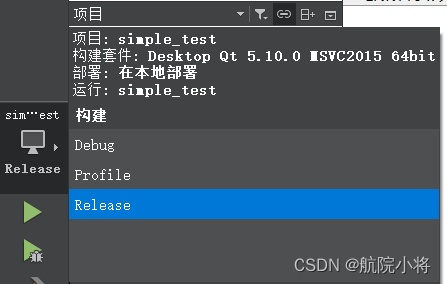 项目
项目: simple_test
构建套件: Desktop Qt 5.10.0 MSVC2015 64bit
部署: 在本地部署
运行: simple_test
sim···est
构建
Debug
Release
Profile
Release
CSDN @航院小将